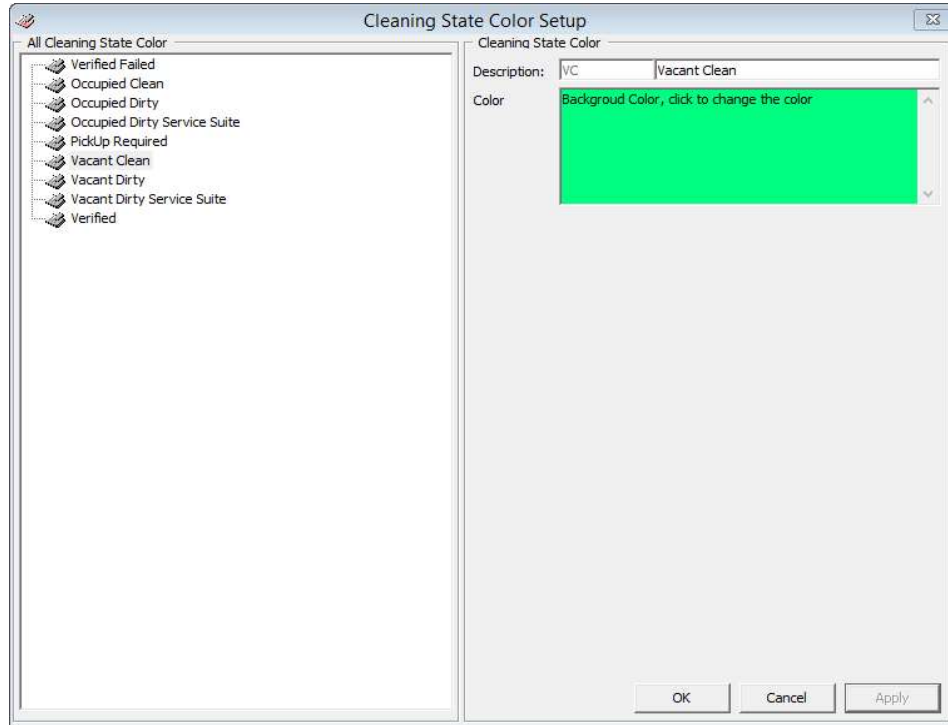 Cleaning State Color Setup
All Cleaning State Color
Verified Failed
Occupied Clean
Occupied Dirty
Occupied Dirty Service Suite
PickUp Required
Vacant Clean
Vacant Dirty
Vacant Dirty Service Suite
Verified
Cleaning State Color
Description: VC Vacant Clean
Color Backgroud Color, click to change the color
OK Cancel Apply